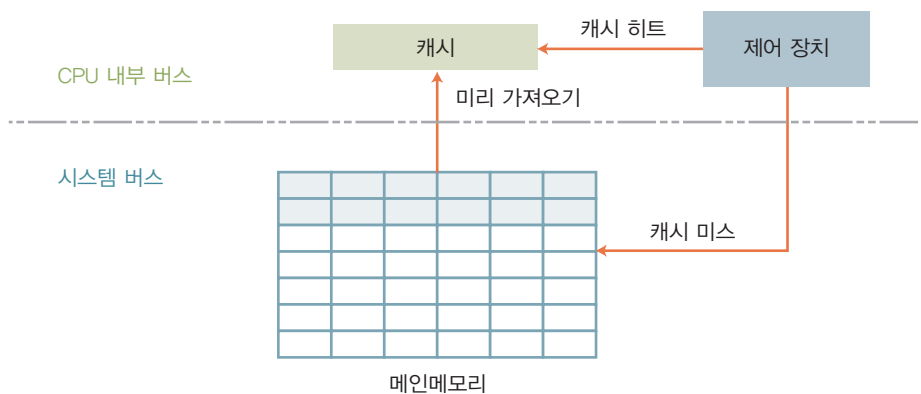 캐시 히트
캐시
제어 장치
CPU 내부 버스
미리 가져오기
시스템 버스
캐시 미스
메인메모리